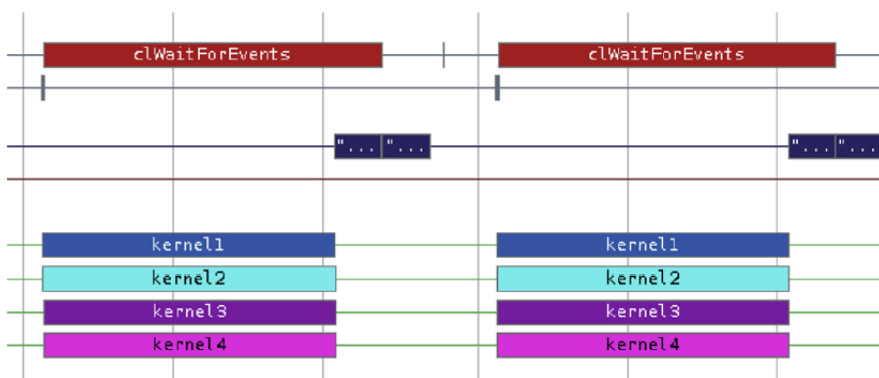 clWaitForEvents clWaitForEvents
"... "... "... "...
kernel1 kernel1
kernel2 kernel2
kernel3 kernel3
kernel4 kernel4